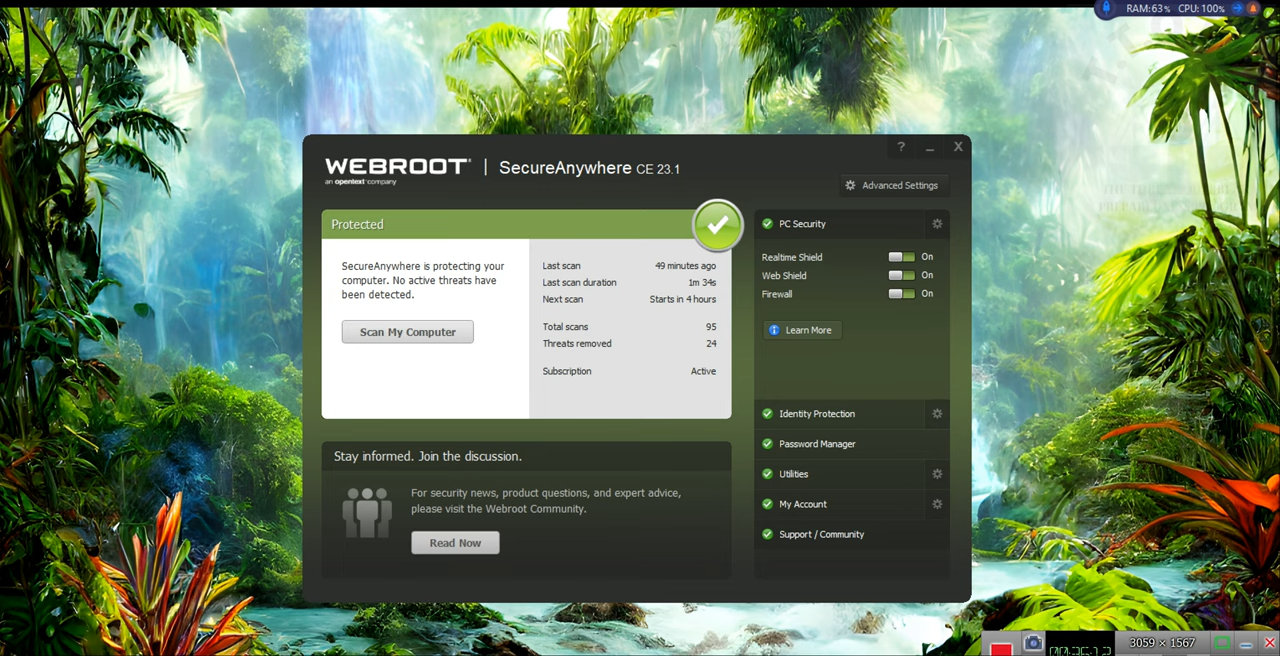 RAM:63% CPU:100%
WEBROOT | SecureAnywhere CE 23.1
an opentext company
Advanced Settings
Protected
SecureAnywhere is protecting your
computer. No active threats have
been detected.
Scan My Computer
Last scan 49 minutes ago
Last scan duration 1m 34s
Next scan Starts in 4 hours
Total scans 95
Threats removed 24
Subscription Active
PC Security
Realtime Shield On
Web Shield On
Firewall On
Learn More
Identity Protection
Password Manager
Utilities
My Account
Support / Community
Stay informed. Join the discussion.
For security news, product questions, and expert advice,
please visit the Webroot Community.
Read Now
3059 × 1567